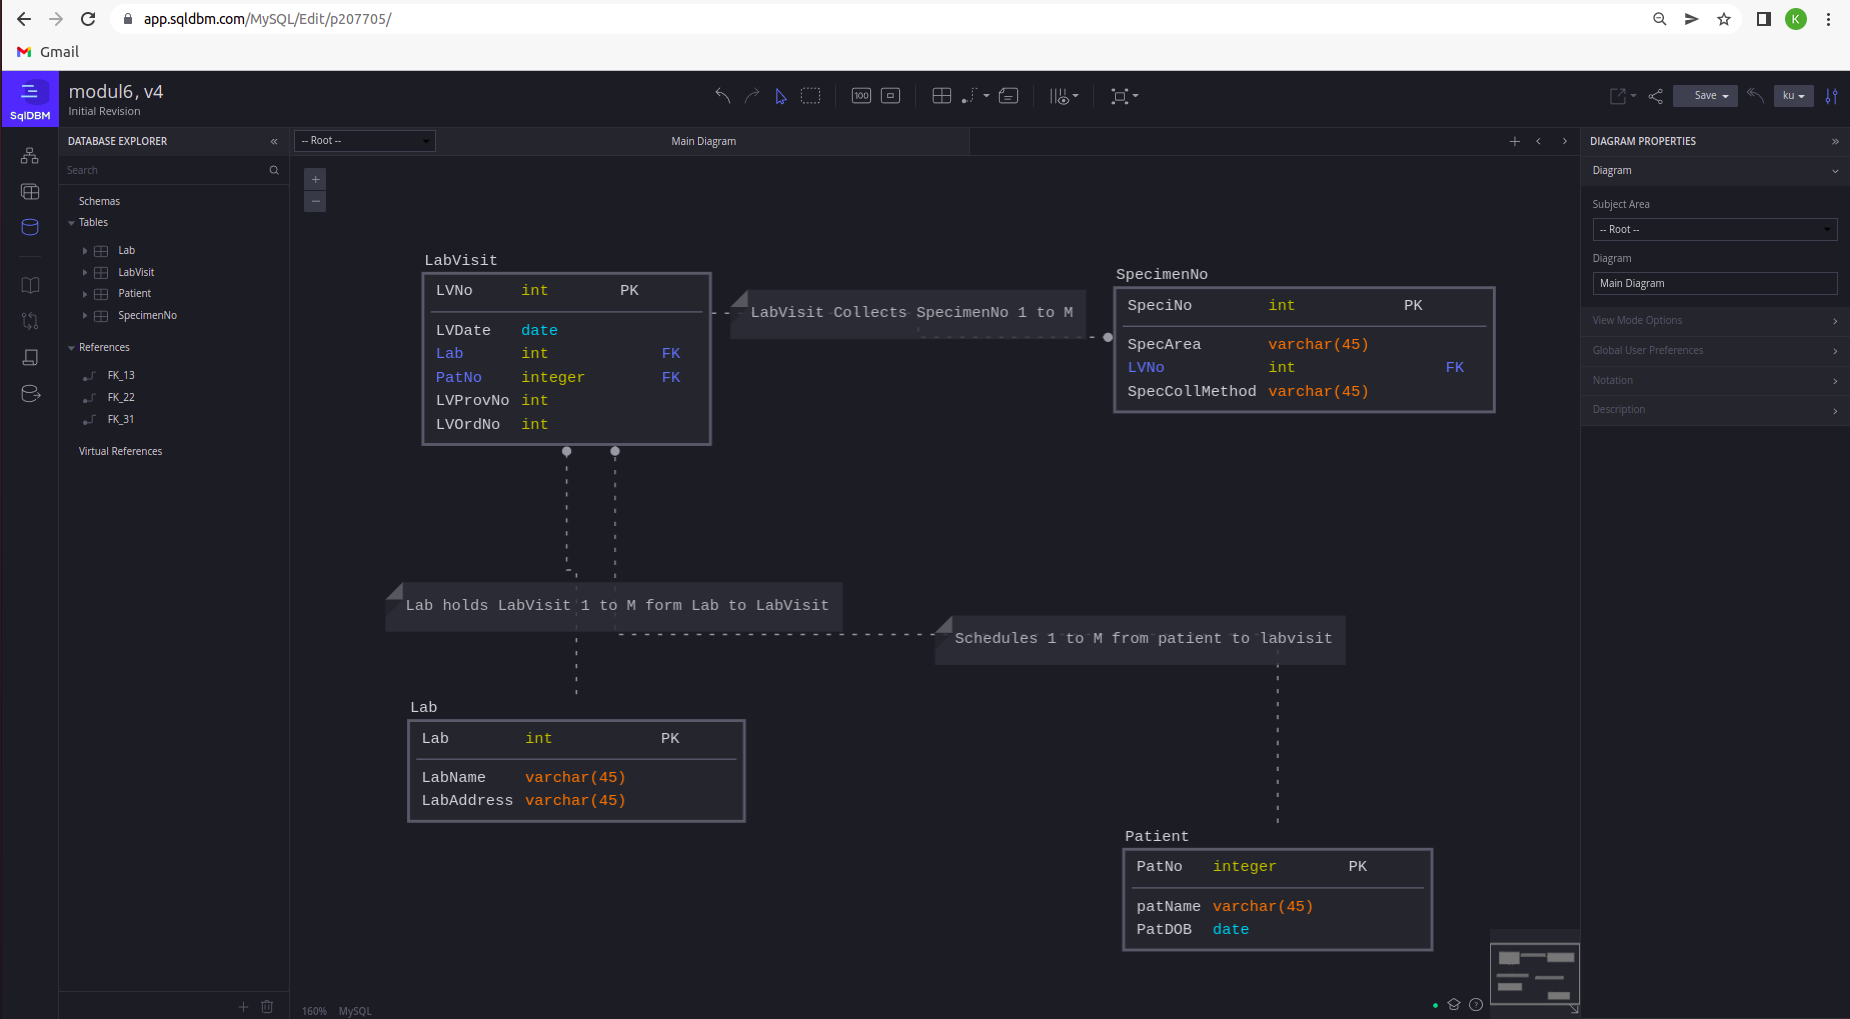 app.sqldbm.com/MySQL/Edit/p207705/
K
Gmail
SqlDBM
modul6, v4
Initial Revision
100
Save
ku
DATABASE EXPLORER
«
-- Root --
Main Diagram
DIAGRAM PROPERTIES
»
Search
Schemas
Tables
Lab
LabVisit
Patient
SpecimenNo
References
FK_13
FK_22
FK_31
Virtual References
+
−
LabVisit
LVNo int PK
LVDate date
Lab int FK
PatNo integer FK
LVProvNo int
LVOrdNo int
LabVisit Collects SpecimenNo 1 to M
SpecimenNo
SpeciNo int PK
SpecArea varchar(45)
LVNo int FK
SpecCollMethod varchar(45)
Lab holds LabVisit 1 to M form Lab to LabVisit
Schedules 1 to M from patient to labvisit
Lab
Lab int PK
LabName varchar(45)
LabAddress varchar(45)
Patient
PatNo integer PK
patName varchar(45)
PatDOB date
160% MySQL
Diagram
Subject Area
-- Root --
Diagram
Main Diagram
View Mode Options
Global User Preferences
Notation
Description